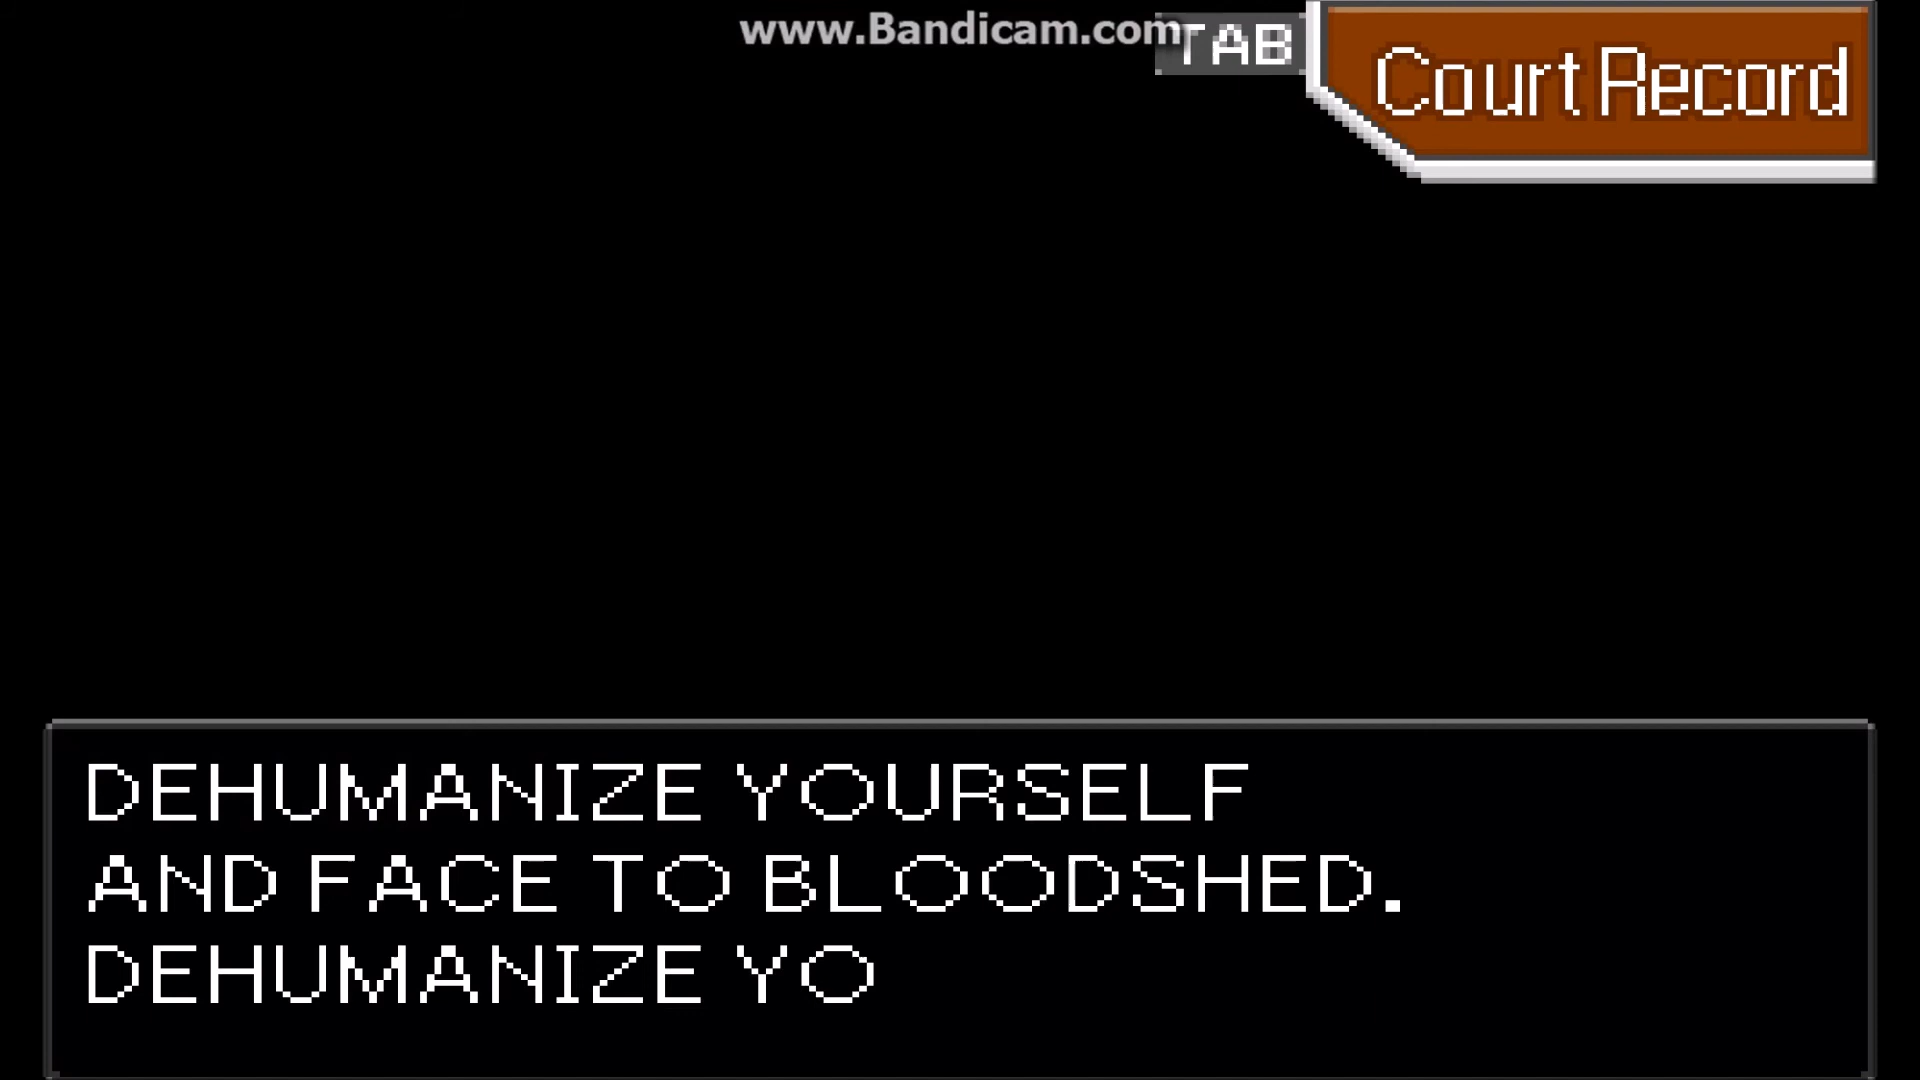 www.Bandicam.com
TAB
Court Record
DEHUMANIZE YOURSELF
AND FACE TO BLOODSHED.
DEHUMANIZE YO